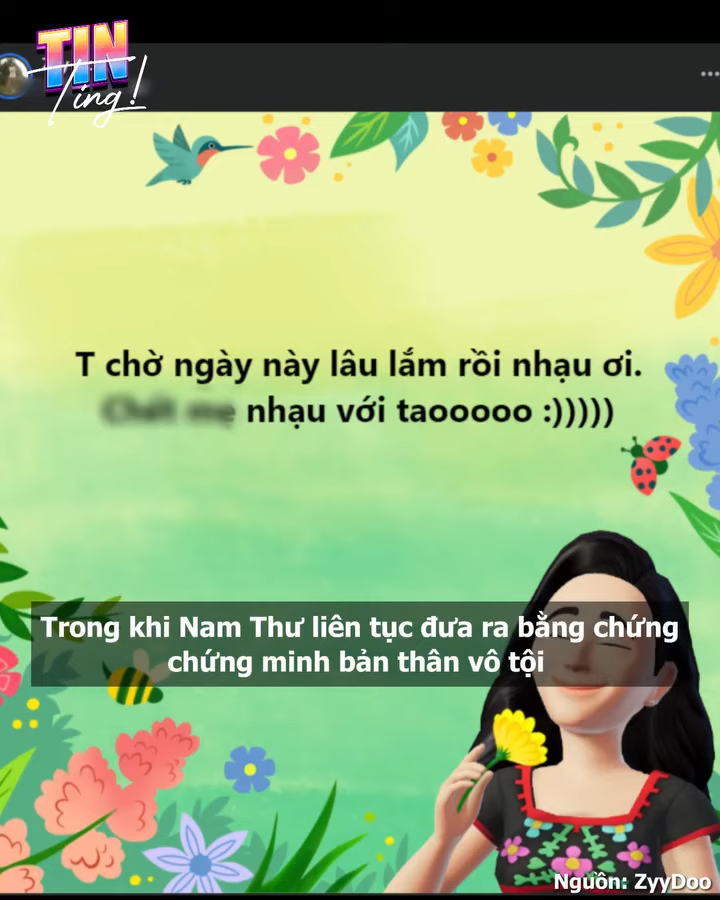 TIN
Ting!
T chờ ngày này lâu lắm rồi nhạu ơi.
nhạu với taooooo :)))))
Trong khi Nam Thư liên tục đưa ra bằng chứng
chứng minh bản thân vô tội
Nguồn: ZyyDoo